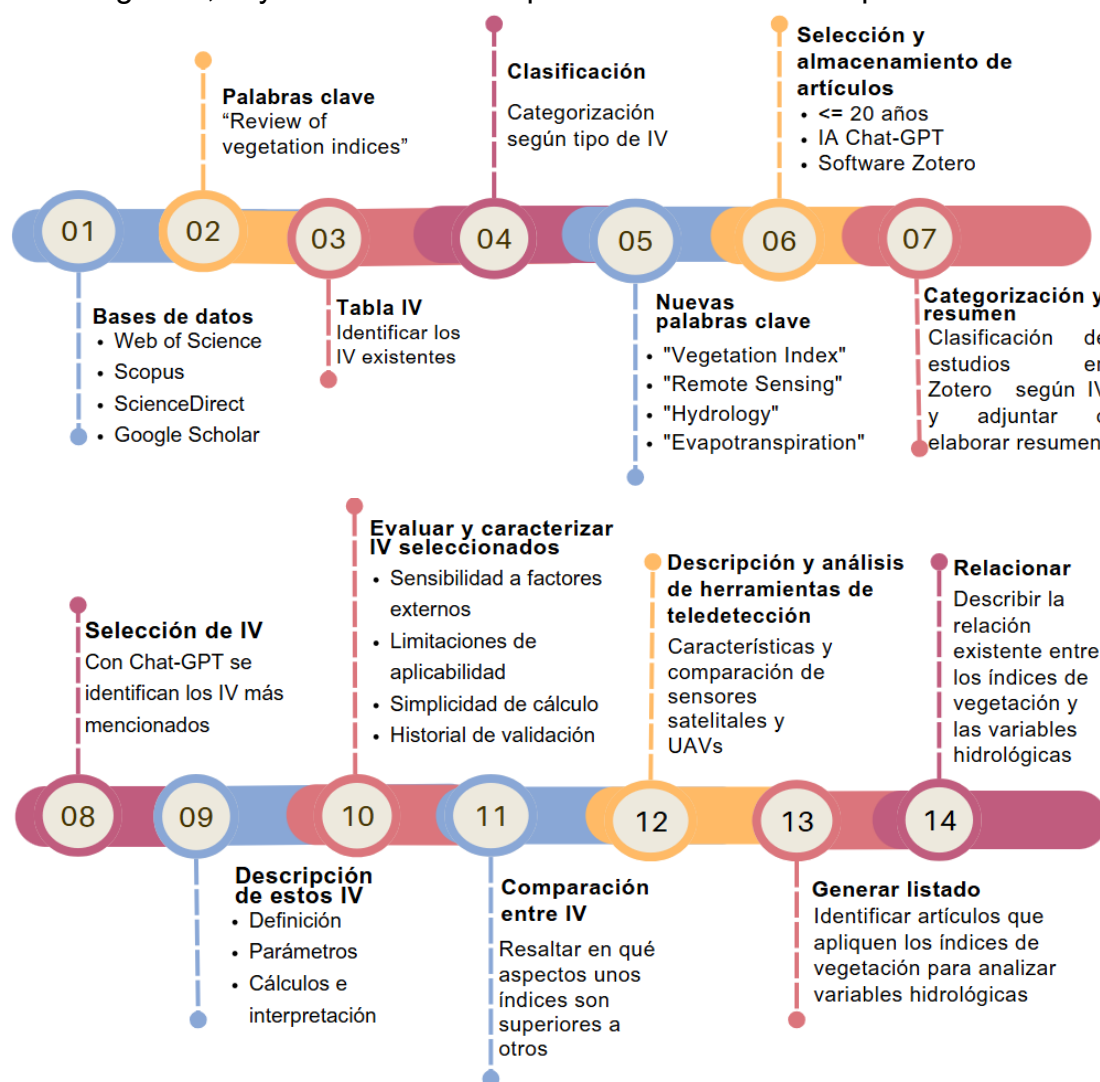 Palabras clave
“Review of
vegetation indices”
Clasificación
Categorización
según tipo de IV
Selección y
almacenamiento de
artículos
• <= 20 años
• IA Chat-GPT
• Software Zotero
01
02
03
04
05
06
07
Bases de datos
• Web of Science
• Scopus
• ScienceDirect
• Google Scholar
Tabla IV
Identificar los
IV existentes
Nuevas
palabras clave
• "Vegetation Index"
• "Remote Sensing"
• "Hydrology"
• "Evapotranspiration"
Categorización y
resumen
Clasificación de
estudios en
Zotero según IV
y adjuntar o
elaborar resumen
Selección de IV
Con Chat-GPT se
identifican los IV más
mencionados
Evaluar y caracterizar
IV seleccionados
• Sensibilidad a factores
externos
• Limitaciones de
aplicabilidad
• Simplicidad de cálculo
• Historial de validación
Descripción y análisis
de herramientas de
teledetección
Características y
comparación de
sensores
satelitales y
UAVs
Relacionar
Describir la
relación
existente entre
los índices de
vegetación y
las variables
hidrológicas
08
09
10
11
12
13
14
Descripción
de estos IV
• Definición
• Parámetros
• Cálculos e
interpretación
Comparación
entre IV
Resaltar en qué
aspectos unos
índices son
superiores a
otros
Generar listado
Identificar artículos que
apliquen los índices de
vegetación para analizar
variables hidrológicas